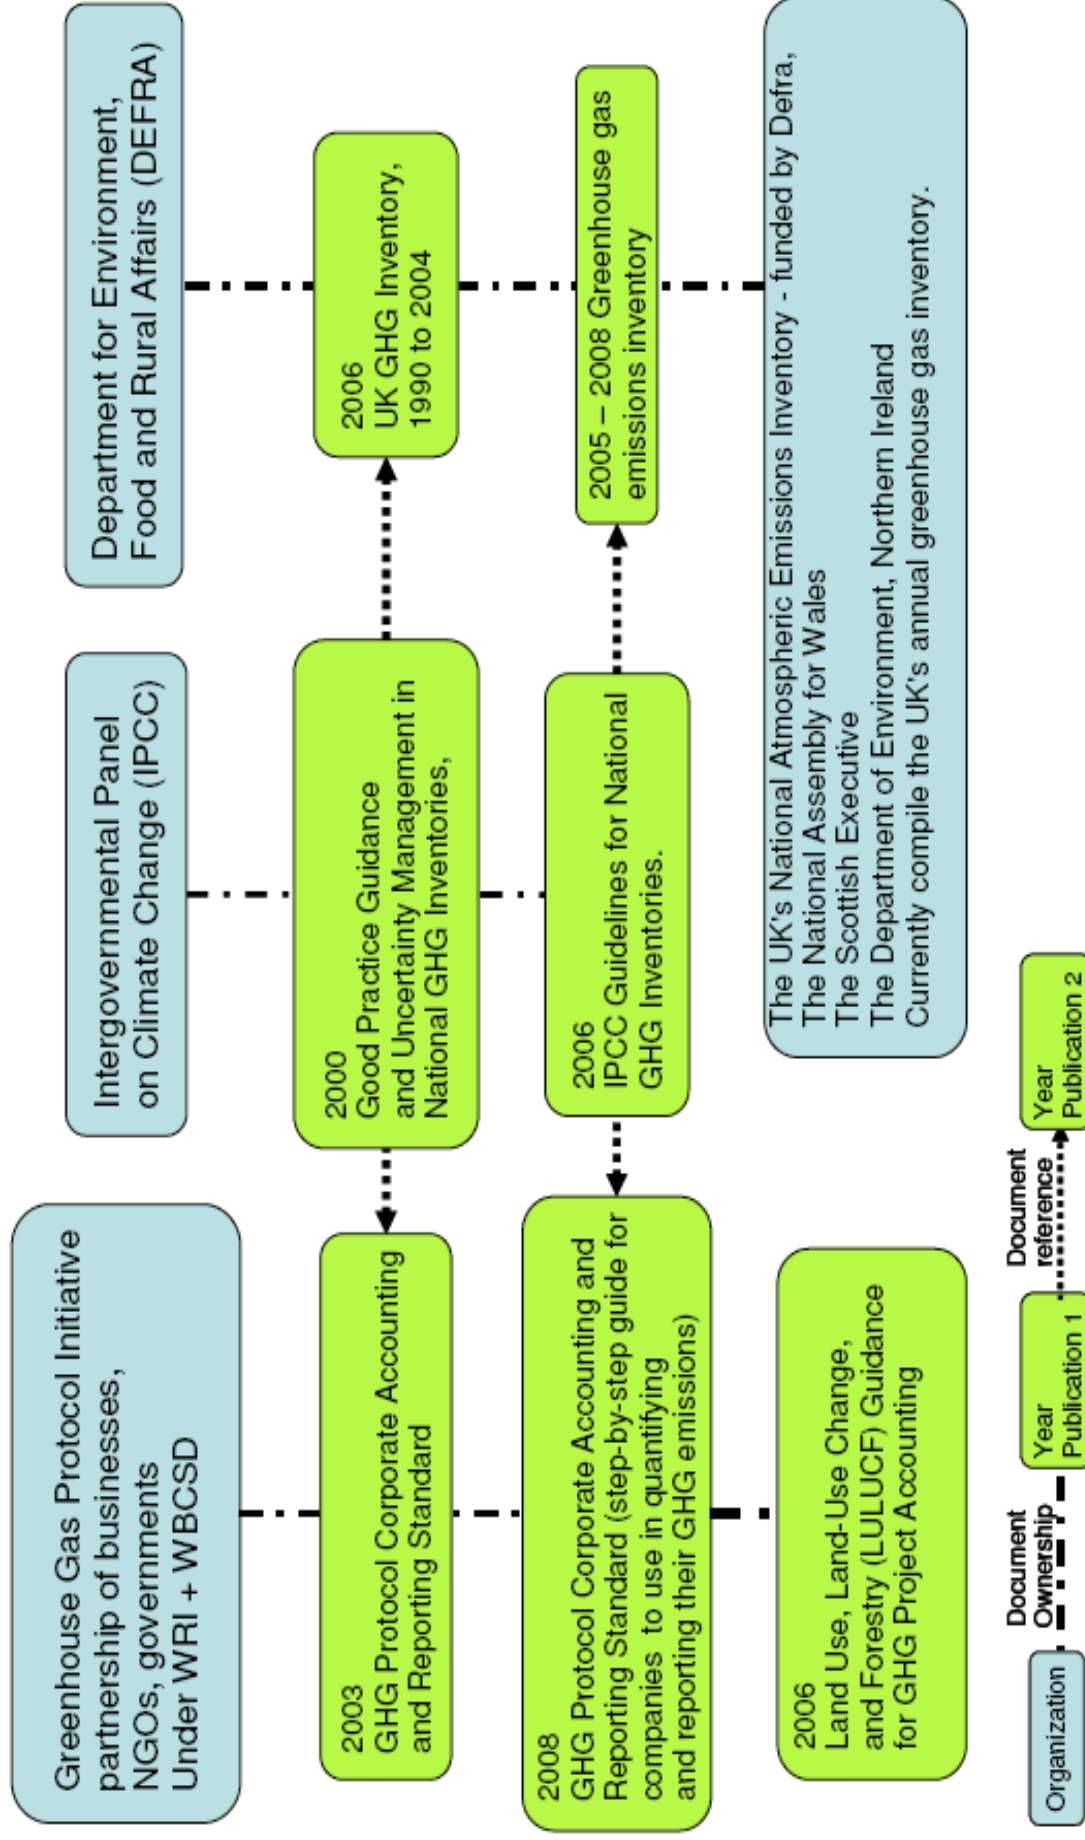 Greenhouse Gas Protocol Initiative
partnership of businesses,
NGOs, governments
Under WRI + WBCSD
Intergovernmental Panel
on Climate Change (IPCC)
Department for Environment,
Food and Rural Affairs (DEFRA)
2003
GHG Protocol Corporate Accounting
and Reporting Standard
2000
Good Practice Guidance
and Uncertainty Management in
National GHG Inventories,
2006
UK GHG Inventory,
1990 to 2004
2008
GHG Protocol Corporate Accounting and
Reporting Standard (step-by-step guide for
companies to use in quantifying
and reporting their GHG emissions)
2006
IPCC Guidelines for National
GHG Inventories.
2005 – 2008 Greenhouse gas
emissions inventory
2006
Land Use, Land-Use Change,
and Forestry (LULUCF) Guidance
for GHG Project Accounting
The UK's National Atmospheric Emissions Inventory - funded by Defra,
The National Assembly for Wales
The Scottish Executive
The Department of Environment, Northern Ireland
Currently compile the UK's annual greenhouse gas inventory.
Organization
Document
Ownership
Year
Publication 1
Document
reference
Year
Publication 2